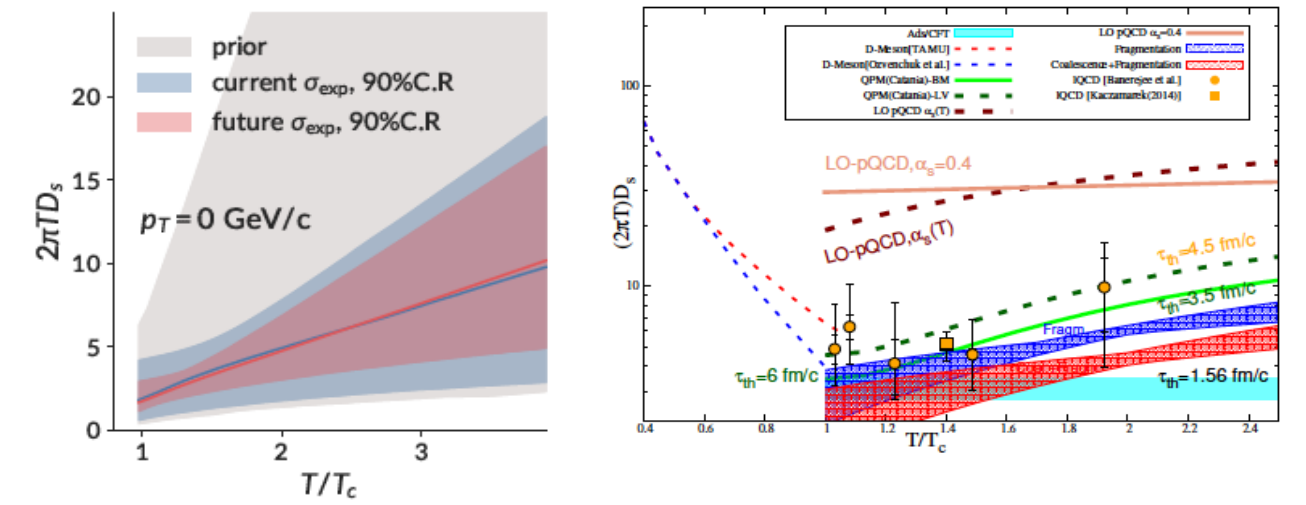 prior
current σexp, 90%C.R
future σexp, 90%C.R
pT = 0 GeV/c
20
15
10
5
0
2πTDs
1 2 3
T/Tc
Ads/CFT
D-Meson[TAMU]
D-Meson[Ozvenchuk et al.]
QPM(Catania)-BM
QPM(Catania)-LV
LO pQCD αs(T)
LO pQCD αs=0.4
Fragmentation
Coalescence+Fragmentation
lQCD [Banerejee et al.]
lQCD [Kaczamarek(2014)]
100
10
(2πT)Ds
LO-pQCD,αs=0.4
LO-pQCD,αs(T)
τth=4.5 fm/c
τth=3.5 fm/c
Fragm.
τth=6 fm/c
τth=1.56 fm/c
0.4 0.6 0.8 1 1.2 1.4 1.6 1.8 2 2.2 2.4
T/Tc